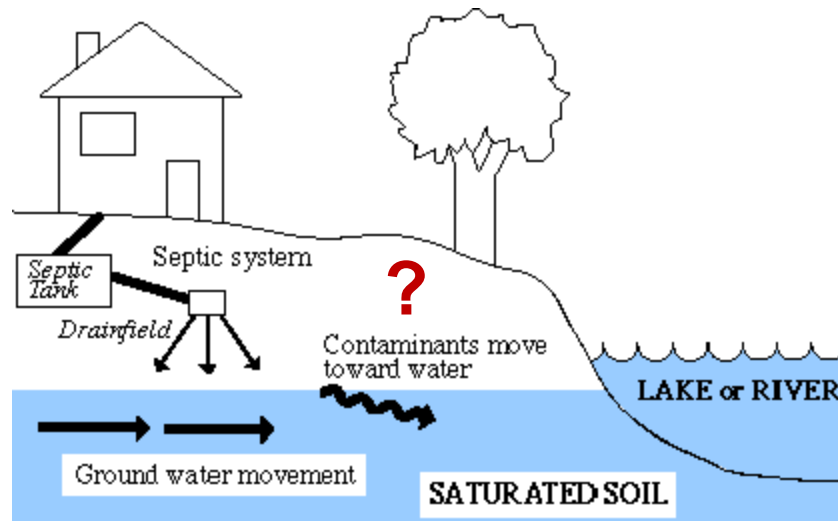 Septic
Tank
Septic system
Drainfield
?
Contaminants move
toward water
LAKE or RIVER
Ground water movement
SATURATED SOIL